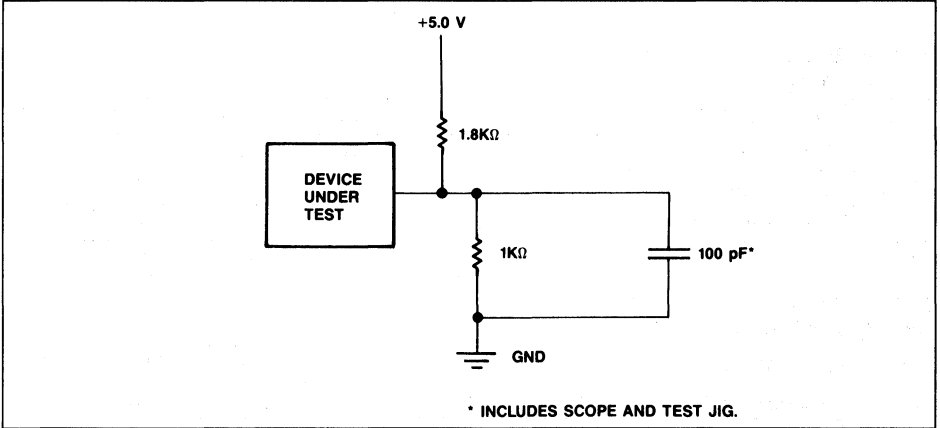 +5.0 V
1.8KΩ
DEVICE
UNDER
TEST
1KΩ
100 pF*
GND
* INCLUDES SCOPE AND TEST JIG.